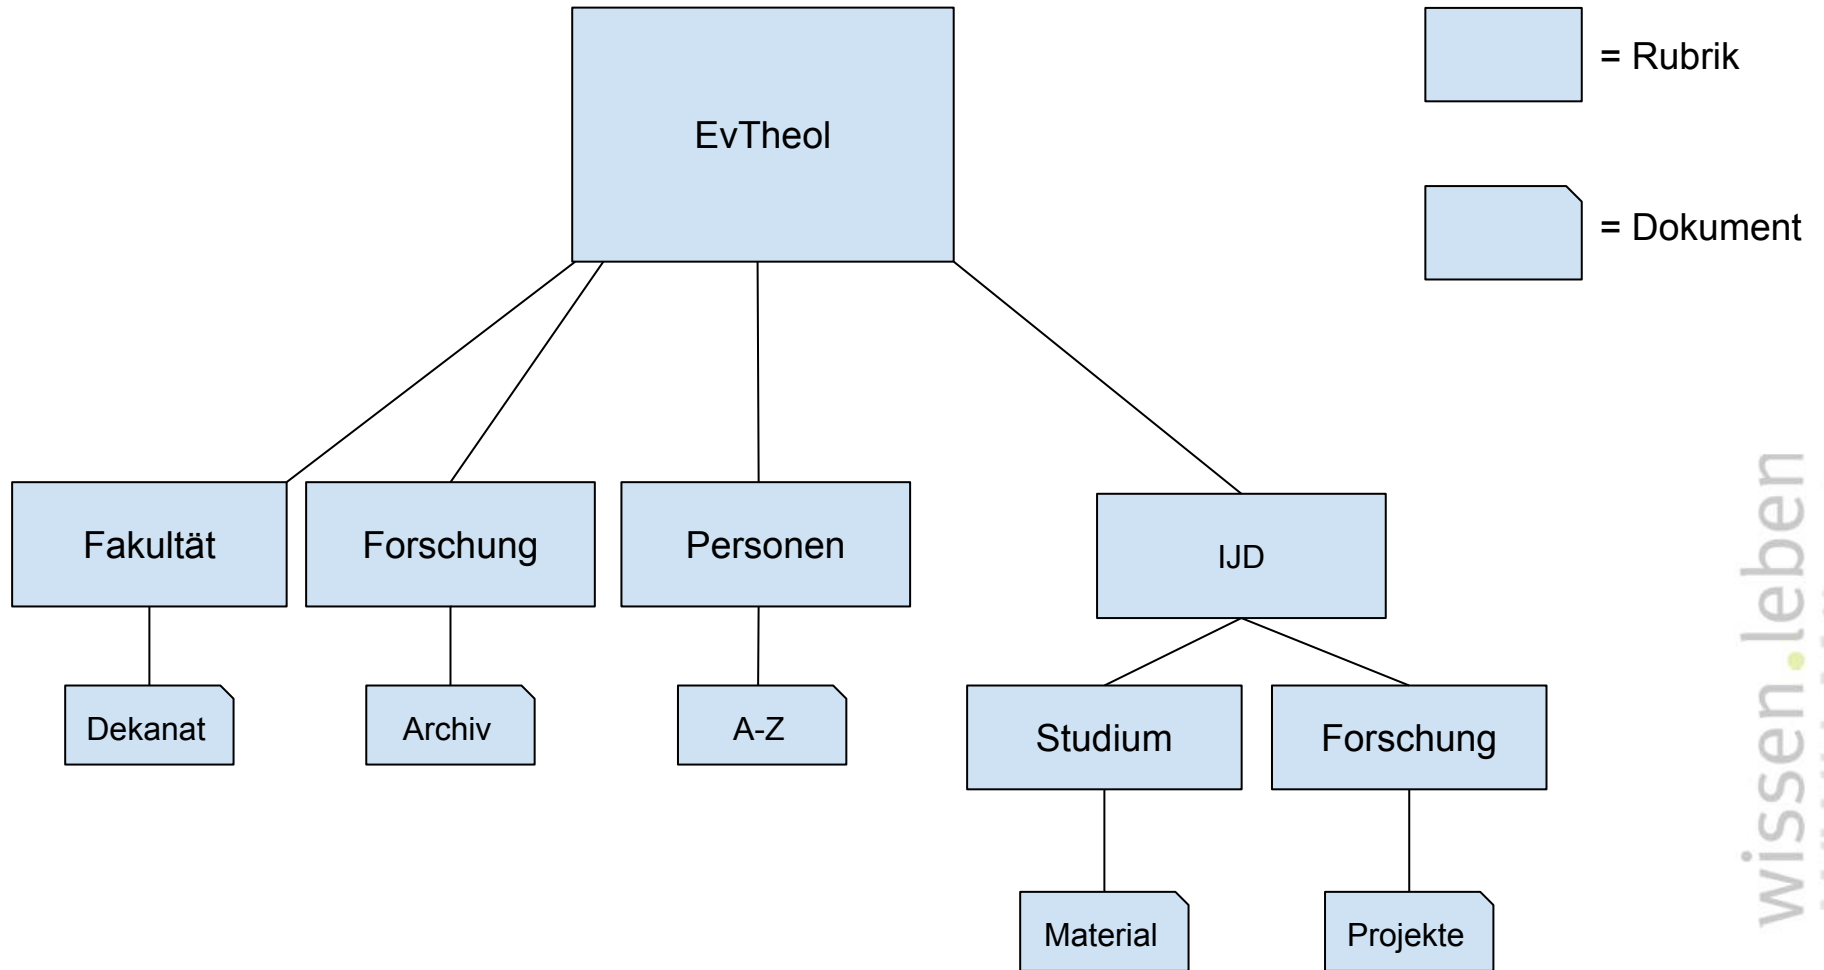 EvTheol
= Rubrik
= Dokument
Fakultät
Forschung
Personen
IJD
Dekanat
Archiv
A-Z
Studium
Forschung
Material
Projekte
wissen.leben